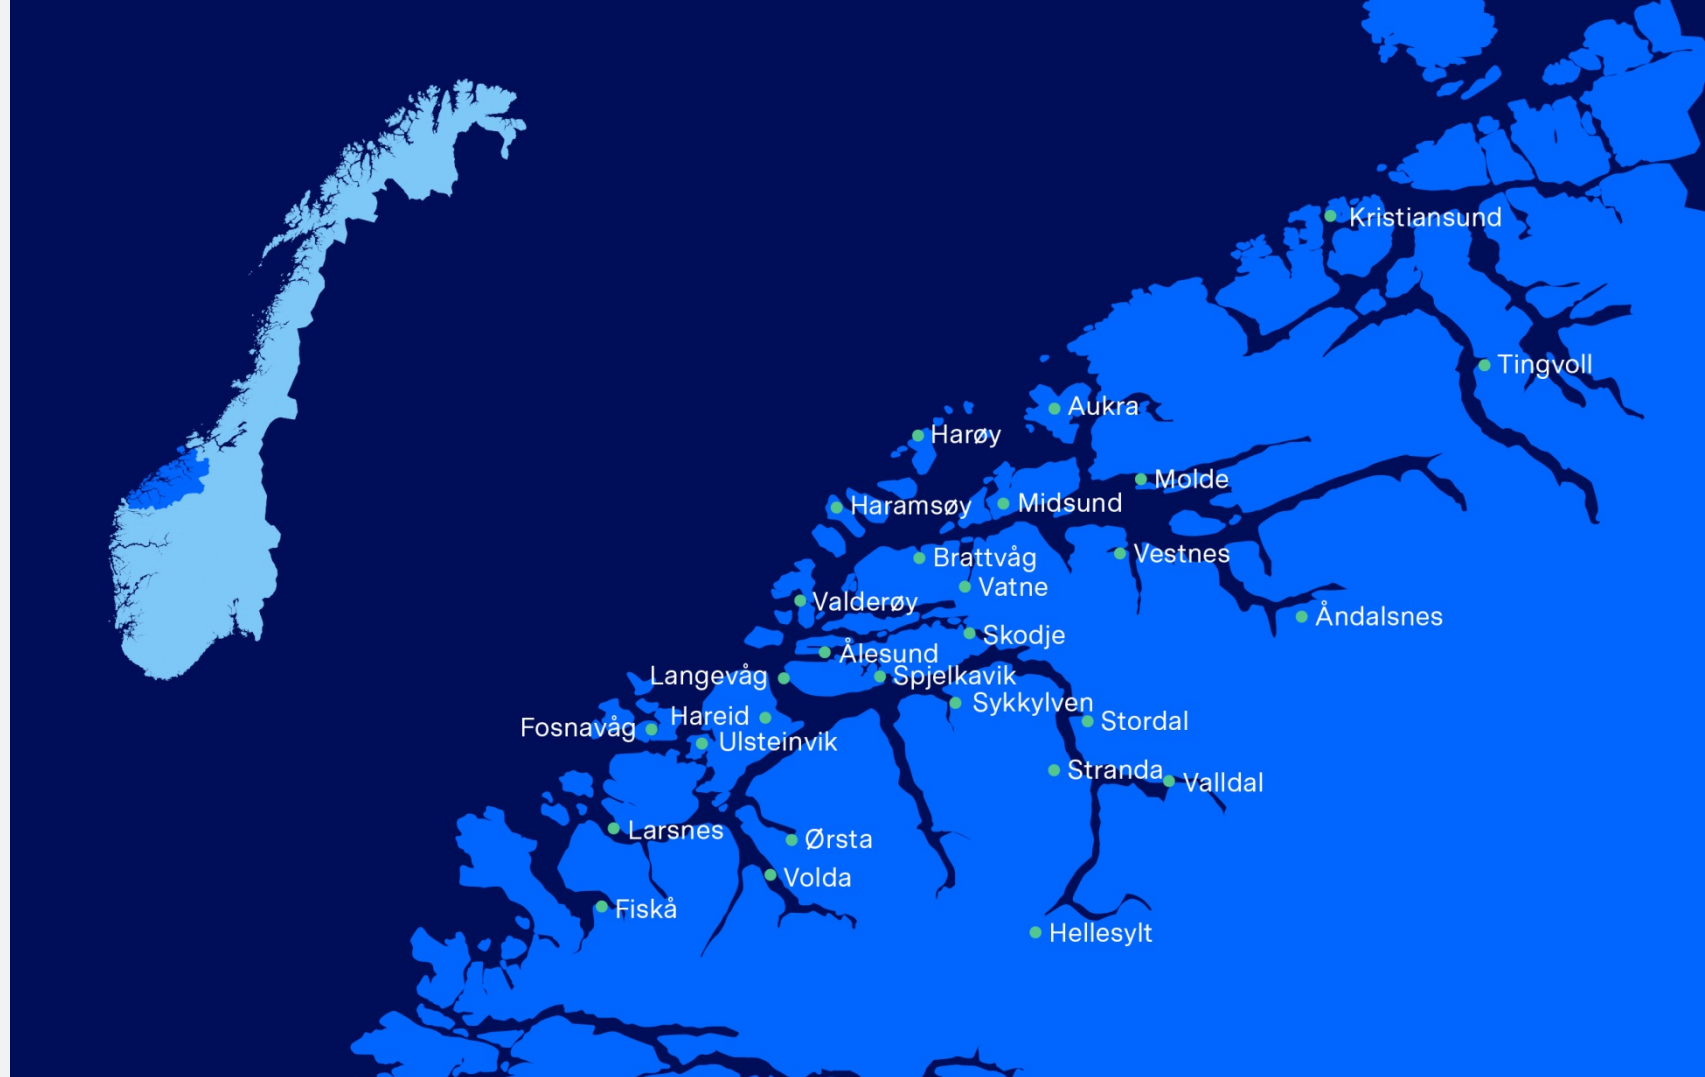 Kristiansund
Tingvoll
Aukra
Harøy
Molde
Midsund
Haramsøy
Vestnes
Brattvåg
Vatne
Valderøy
Åndalsnes
Skodje
Ålesund
Langevåg
Spjelkavik
Sykkylven
Hareid
Stordal
Fosnavåg
Ulsteinvik
Stranda
Valldal
Larsnes
Ørsta
Volda
Fiskå
Hellesylt